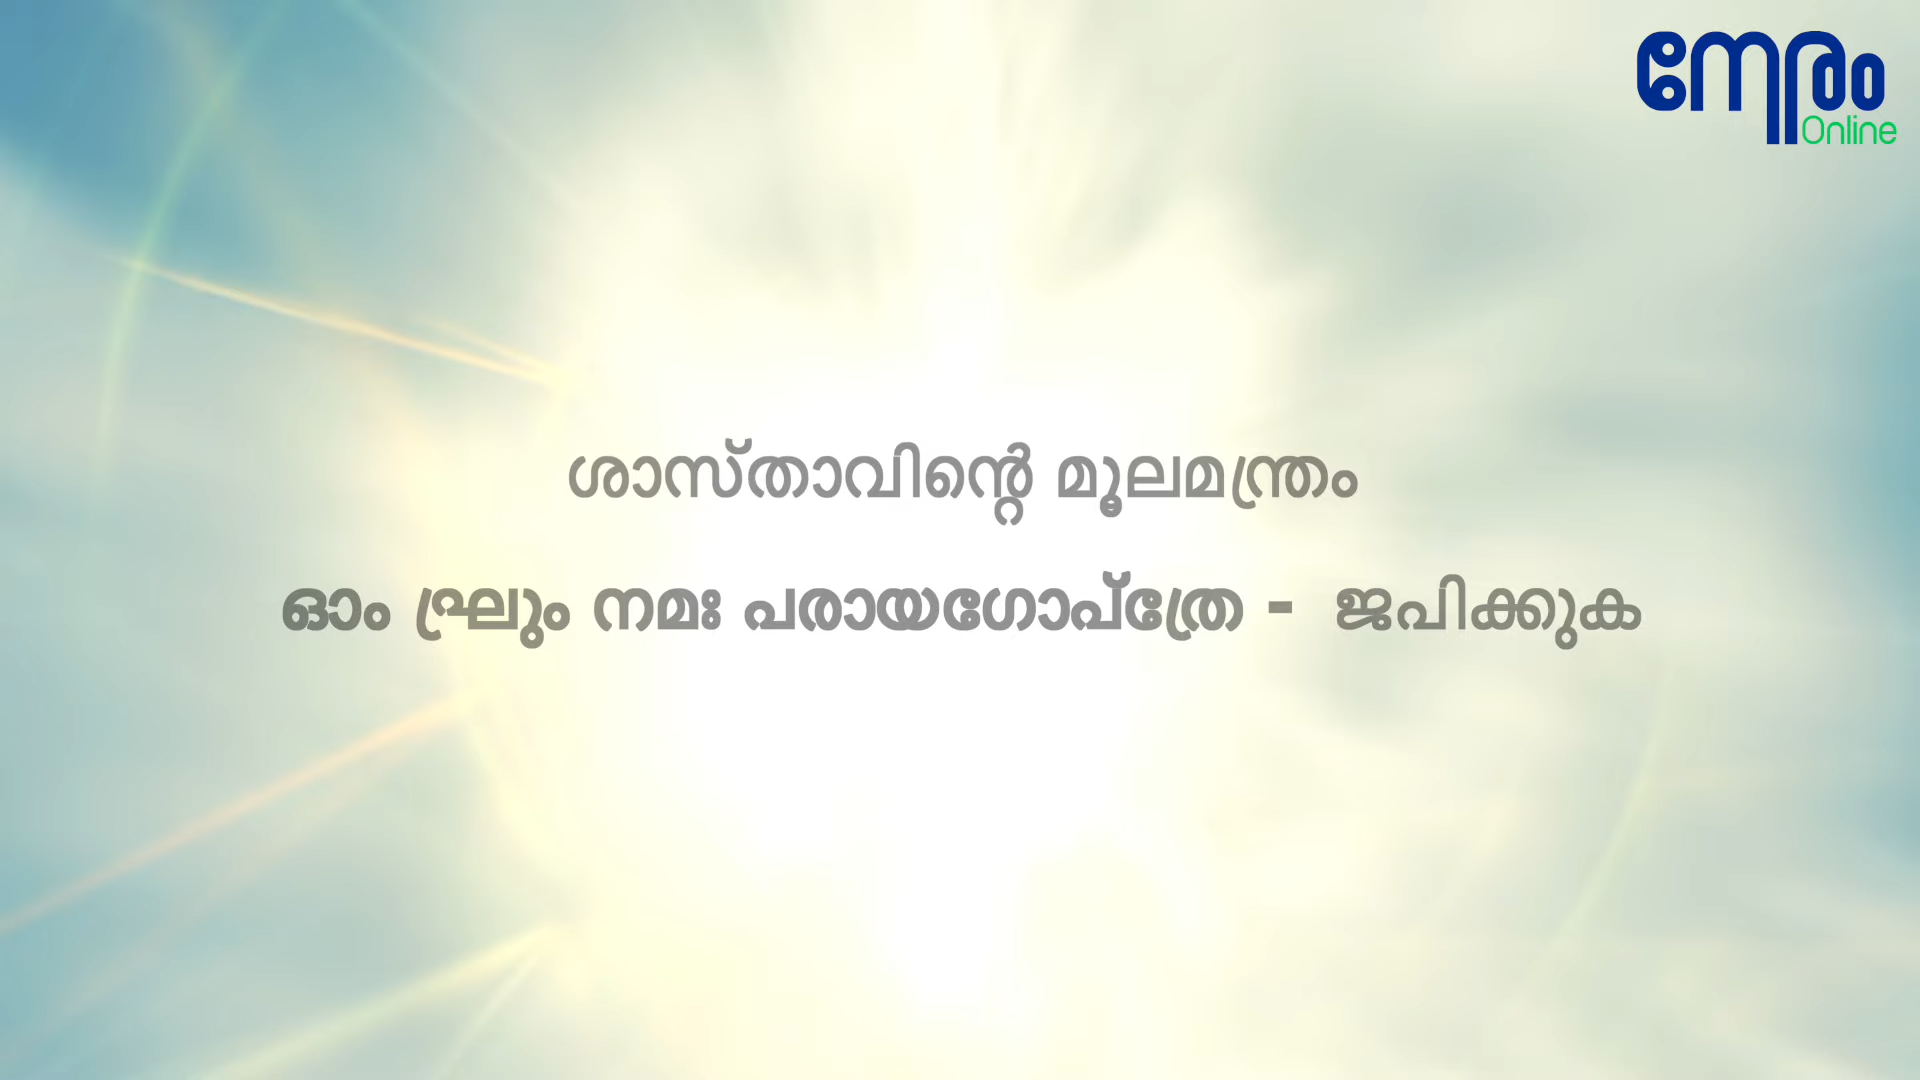 നേരം
Online
ശാസ്താവിന്റെ മൂലമന്ത്രം
ഓം ഘ്രും നമഃ പരായഗോപ്ത്രേ - ജപിക്കുക